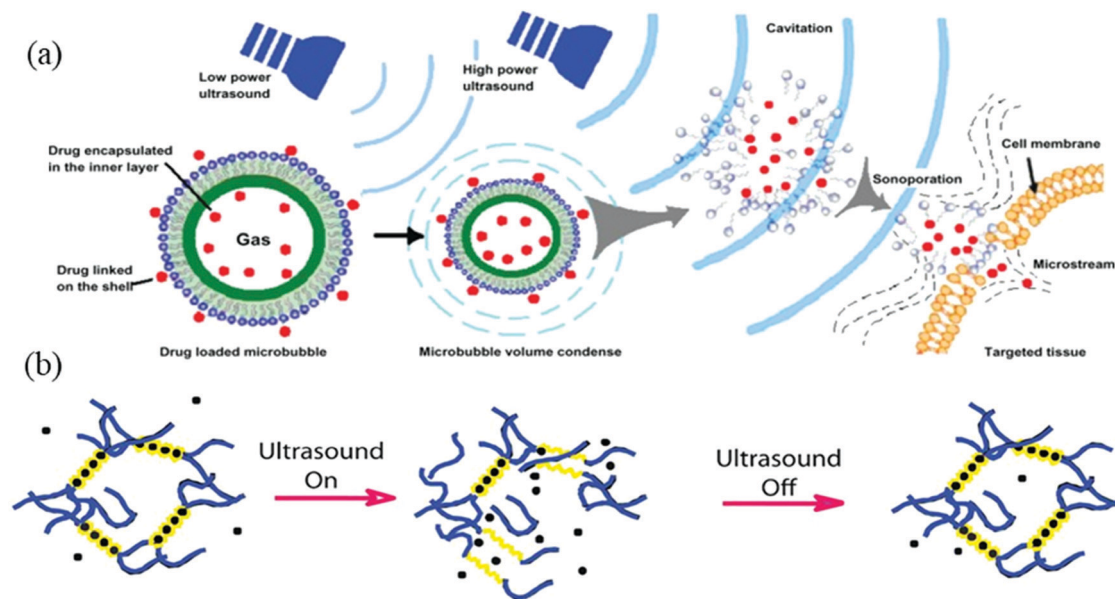 (a)
Low power
ultrasound
High power
ultrasound
Cavitation
Drug encapsulated
in the inner layer
Gas
Drug linked
on the shell
Drug loaded microbubble
Microbubble volume condense
Sonoporation
Cell membrane
Microstream
Targeted tissue
(b)
Ultrasound
On
Ultrasound
Off